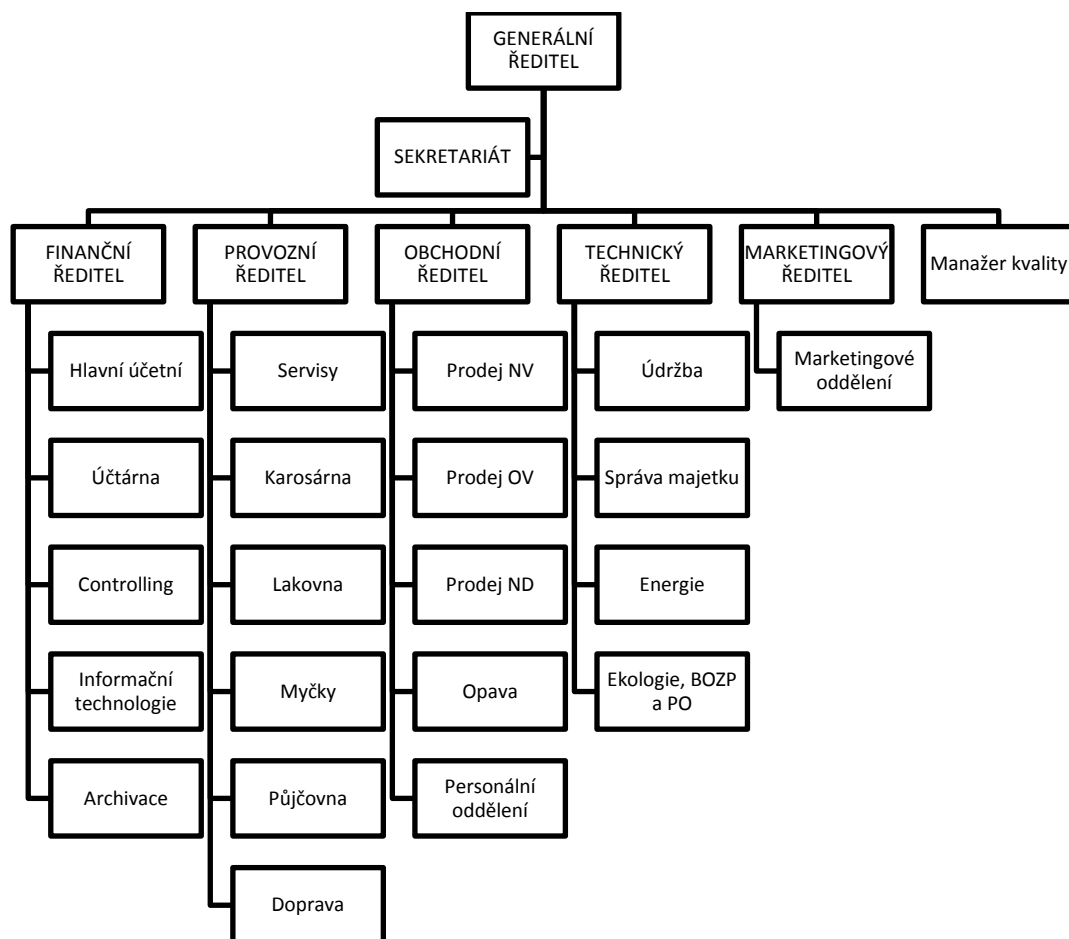 GENERÁLNÍ
ŘEDITEL
SEKRETARIÁT
FINANČNÍ
ŘEDITEL
PROVOZNÍ
ŘEDITEL
OBCHODNÍ
ŘEDITEL
TECHNICKÝ
ŘEDITEL
MARKETINGOVÝ
ŘEDITEL
Manažer kvality
Hlavní účetní
Účtárna
Controlling
Informační
technologie
Archivace
Servisy
Karosárna
Lakovna
Myčky
Půjčovna
Doprava
Prodej NV
Prodej OV
Prodej ND
Opava
Personální
oddělení
Údržba
Správa majetku
Energie
Ekologie, BOZP
a PO
Marketingové
oddělení